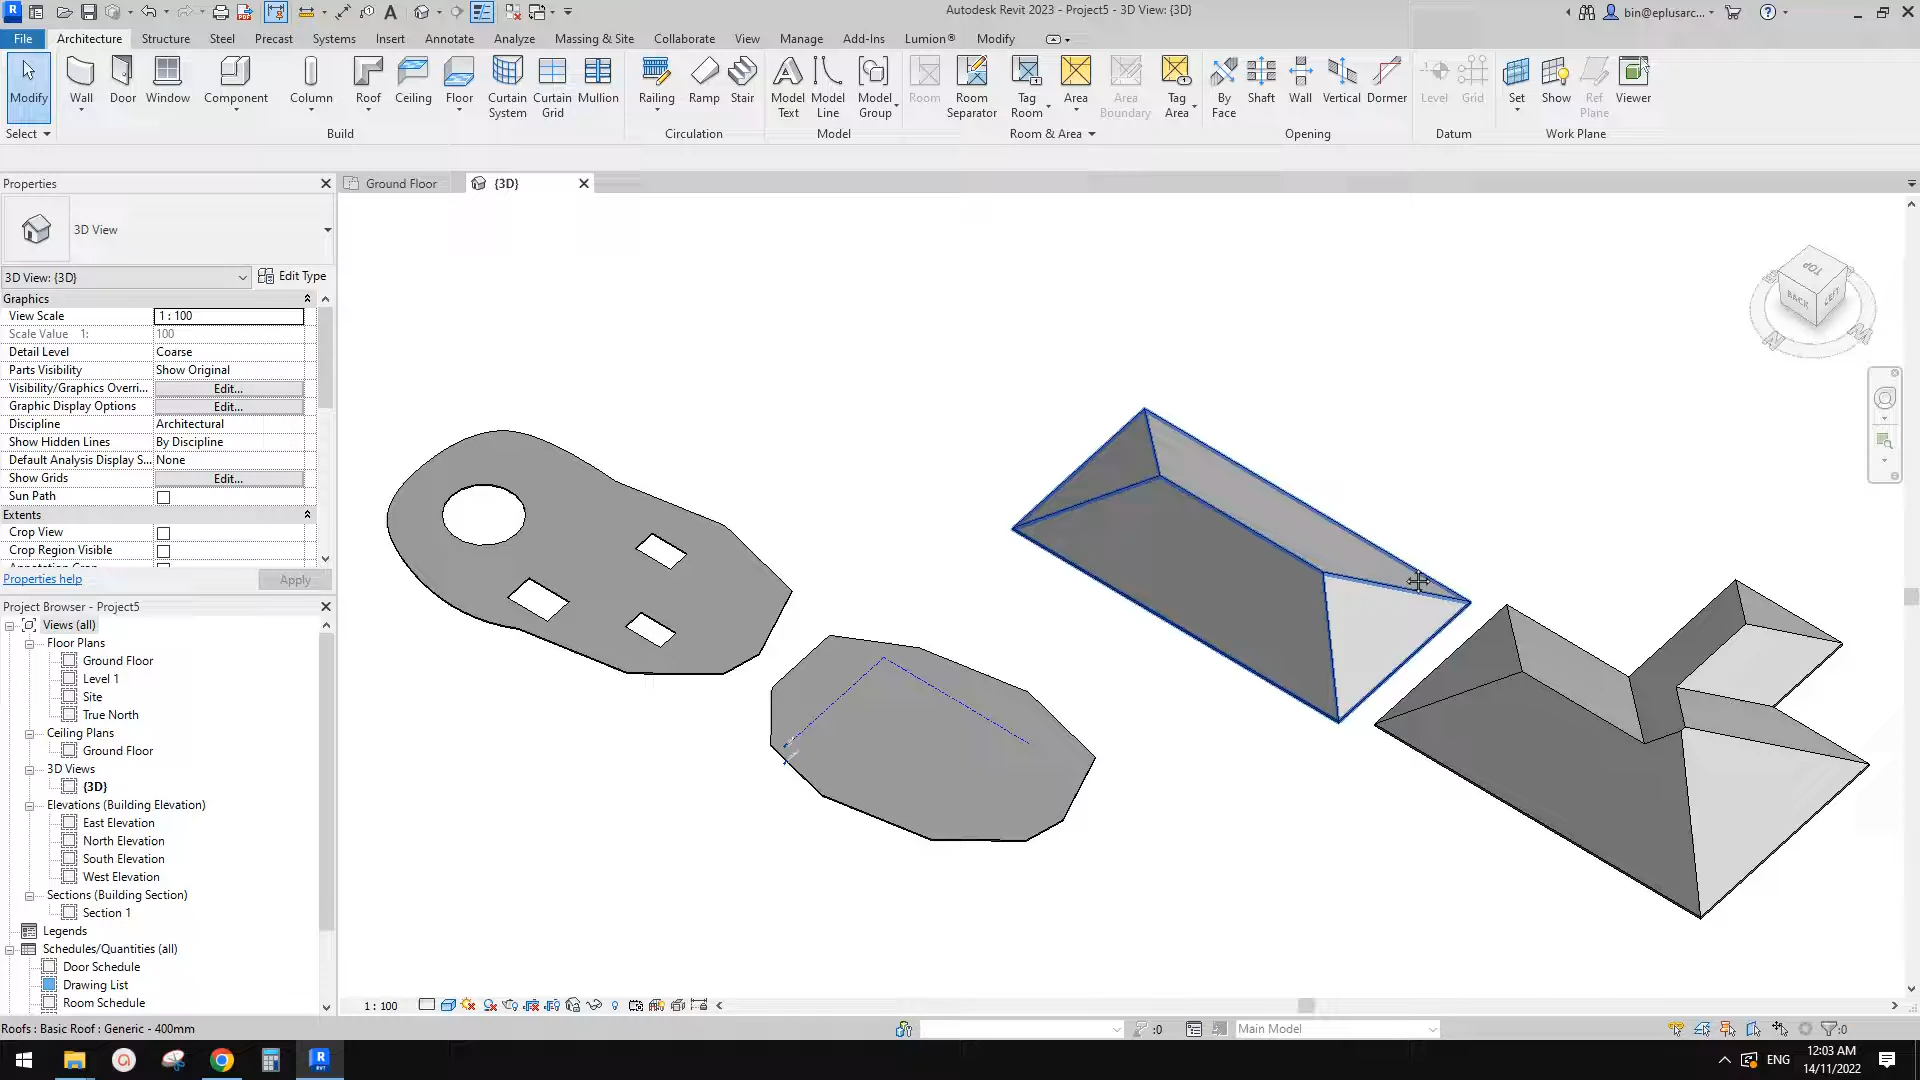 Autodesk Revit 2023 - Project5 - 3D View: {3D}
bin@eplusarc...
File Architecture Structure Steel Precast Systems Insert Annotate Analyze Massing & Site Collaborate View Manage Add-Ins Lumion® Modify
Modify Wall Door Window Component Column Roof Ceiling Floor Curtain System Curtain Grid Mullion Railing Ramp Stair Model Text Model Line Model Group Room Room Separator Tag Room Area Area Boundary Tag Area By Face Shaft Wall Vertical Dormer Level Grid Set Show Ref Plane Viewer
Select Build Circulation Model Room & Area Opening Datum Work Plane
Properties
Ground Floor {3D}
3D View
3D View: {3D} Edit Type
Graphics
View Scale 1 : 100
Scale Value 1: 100
Detail Level Coarse
Parts Visibility Show Original
Visibility/Graphics Overri... Edit...
Graphic Display Options Edit...
Discipline Architectural
Show Hidden Lines By Discipline
Default Analysis Display S... None
Show Grids Edit...
Sun Path
Extents
Crop View
Crop Region Visible
Properties help Apply
Project Browser - Project5
Views (all)
Floor Plans
Ground Floor
Level 1
Site
True North
Ceiling Plans
Ground Floor
3D Views
{3D}
Elevations (Building Elevation)
East Elevation
North Elevation
South Elevation
West Elevation
Sections (Building Section)
Section 1
Legends
Schedules/Quantities (all)
Door Schedule
Drawing List
Room Schedule
TOP
BACK
LEFT
1 : 100
Roofs : Basic Roof : Generic - 400mm
:0
Main Model
:0
ENG
12:03 AM
14/11/2022